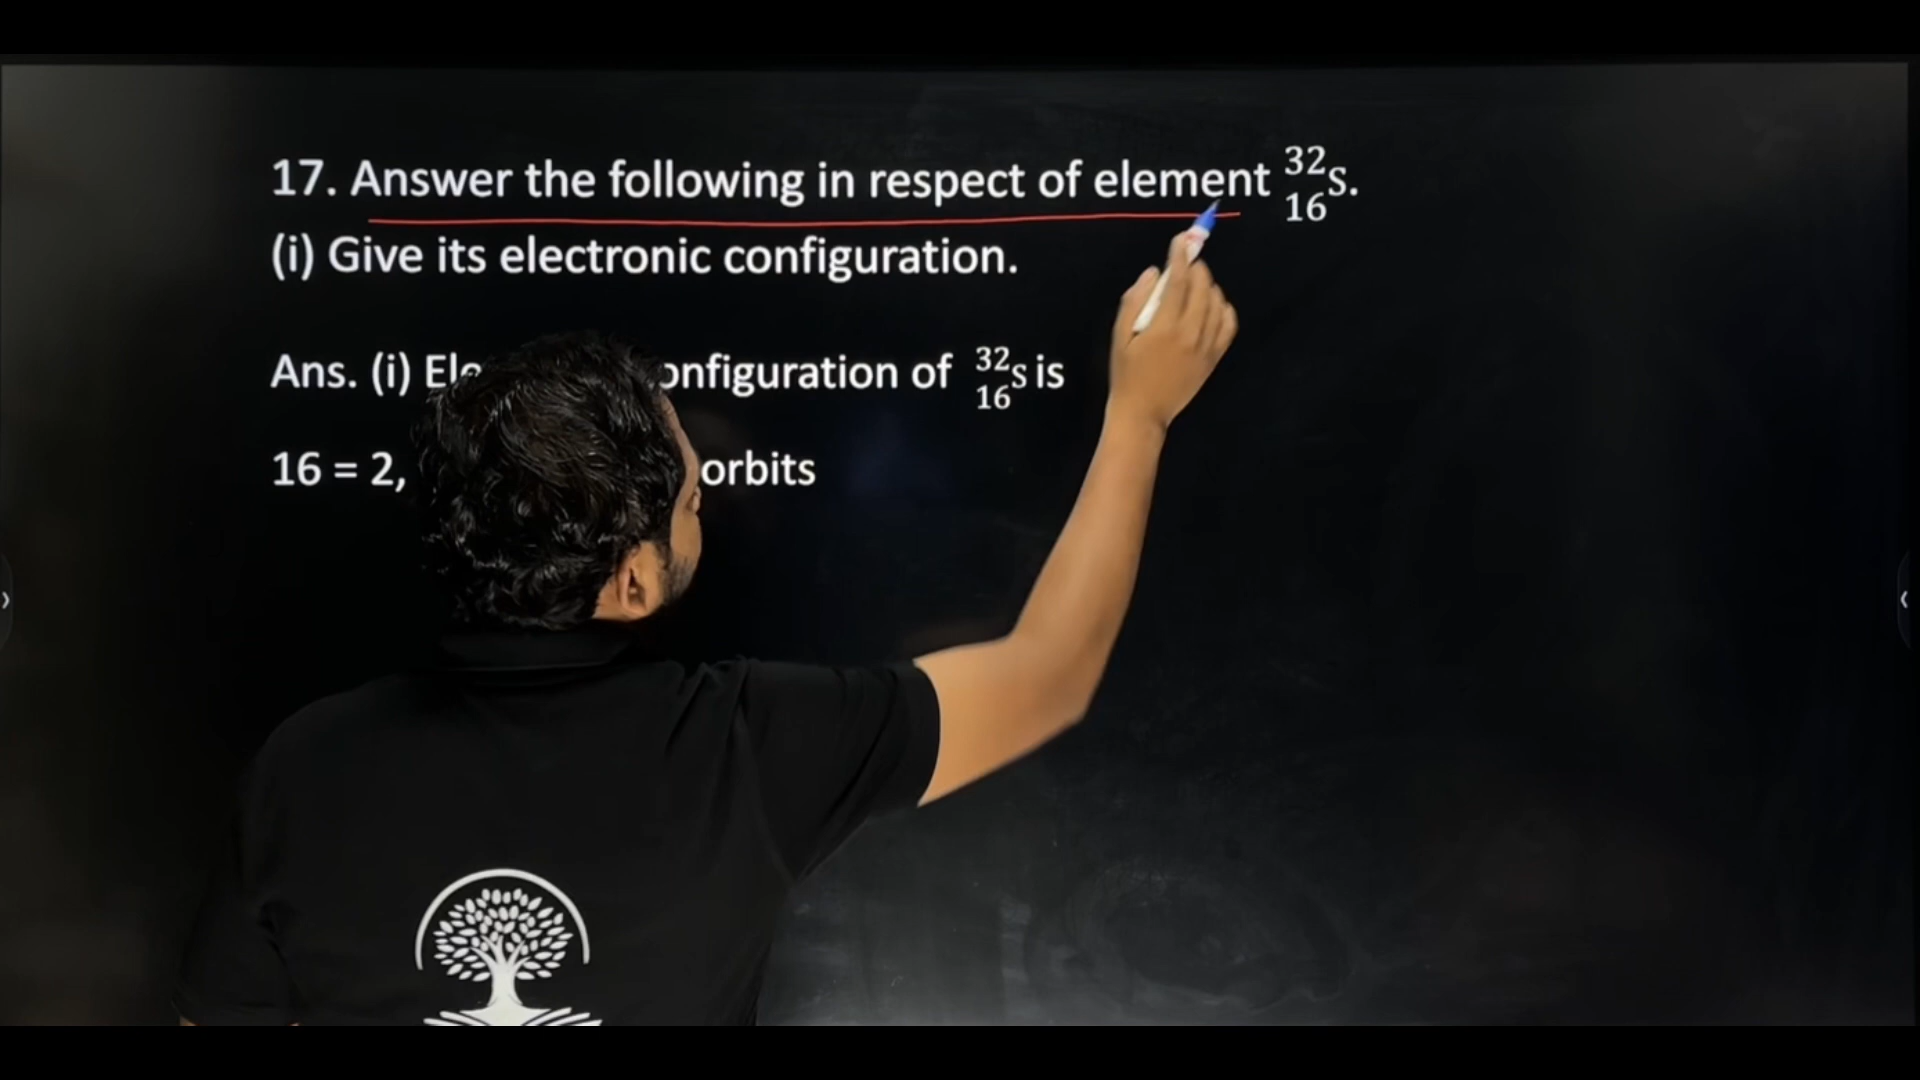 17. Answer the following in respect of element ³²₁₆S.
(i) Give its electronic configuration.
Ans. (i) onfiguration of ³²₁₆S is
16 = 2, orbits